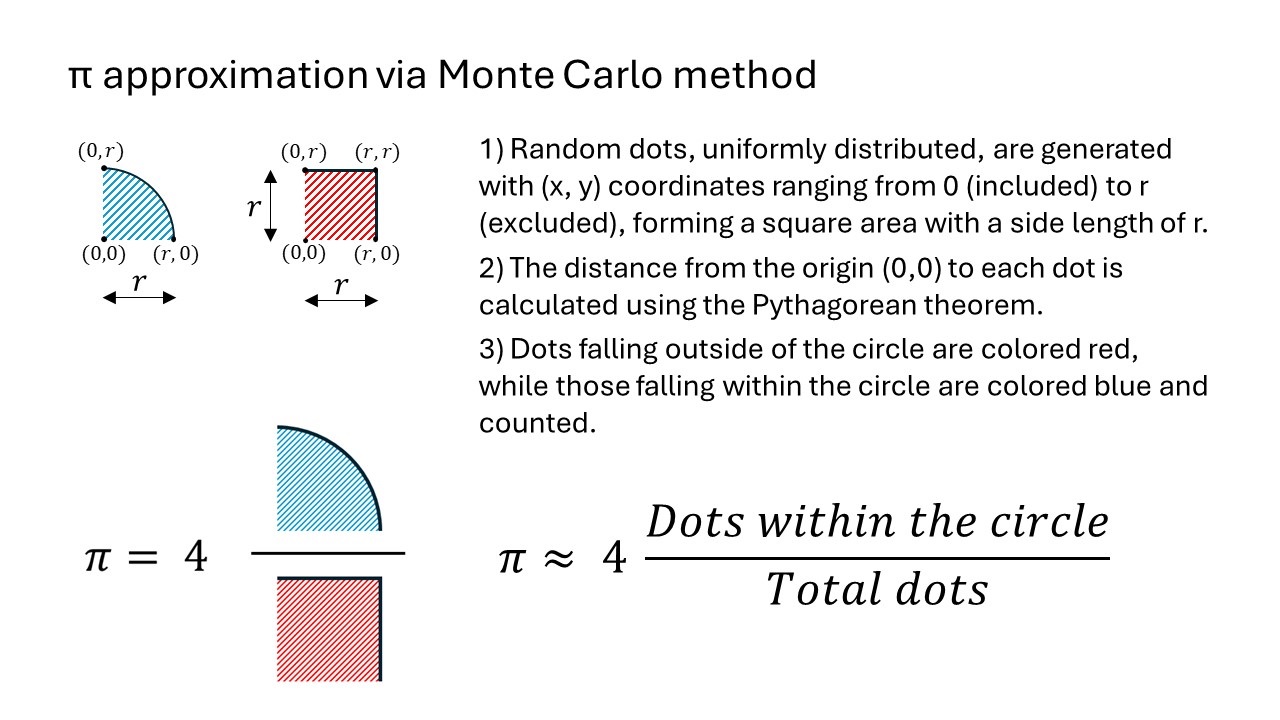 π approximation via Monte Carlo method
(0, r)
(0,0) (r, 0)
r
(0, r) (r, r)
r
(0,0) (r, 0)
r
1) Random dots, uniformly distributed, are generated
with (x, y) coordinates ranging from 0 (included) to r
(excluded), forming a square area with a side length of r.
2) The distance from the origin (0,0) to each dot is
calculated using the Pythagorean theorem.
3) Dots falling outside of the circle are colored red,
while those falling within the circle are colored blue and
counted.
π = 4
π ≈ 4
Dots within the circle
Total dots